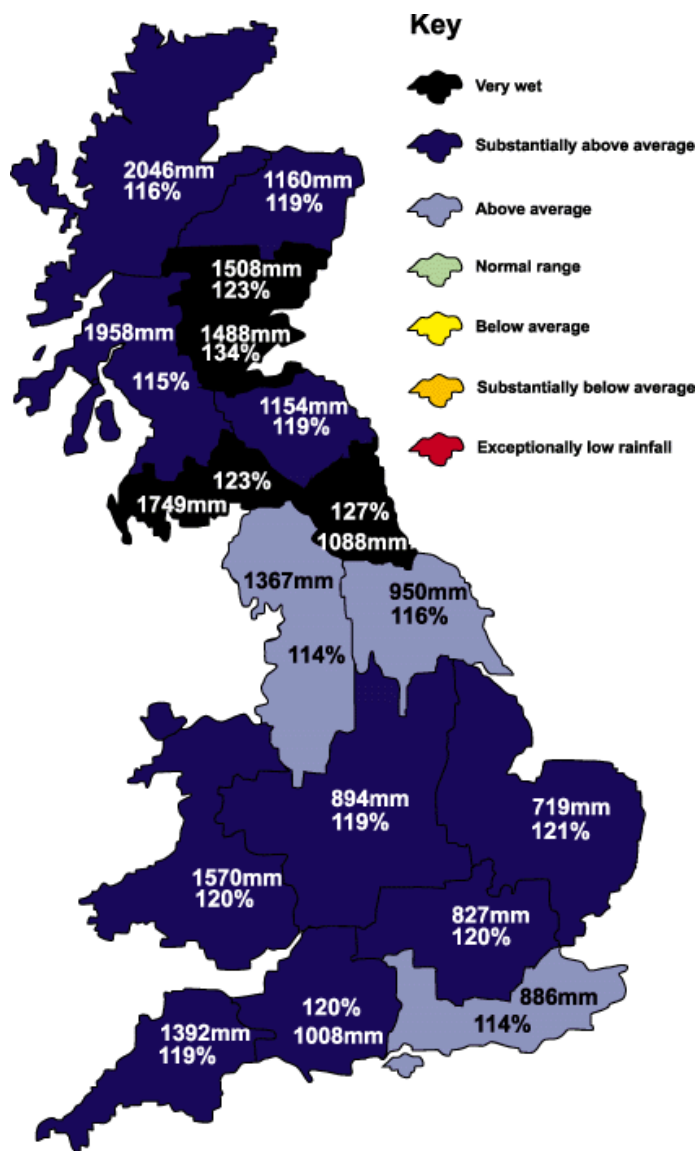 Key
Very wet
Substantially above average
Above average
Normal range
Below average
Substantially below average
Exceptionally low rainfall
2046mm
116%
1160mm
119%
1508mm
123%
1958mm
1488mm
134%
115%
1154mm
119%
123%
1749mm
127%
1088mm
1367mm
950mm
116%
114%
894mm
119%
719mm
121%
1570mm
120%
827mm
120%
886mm
114%
120%
1008mm
1392mm
119%